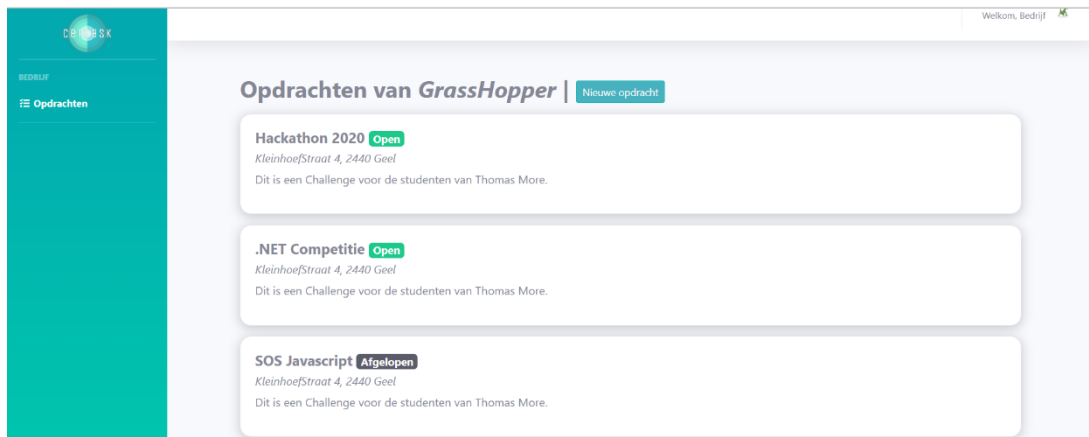 Welkom, Bedrijf
BEDRIJF
Opdrachten
Opdrachten van GrassHopper | Nieuwe opdracht
Hackathon 2020 Open
KleinhoefStraat 4, 2440 Geel
Dit is een Challenge voor de studenten van Thomas More.
.NET Competitie Open
KleinhoefStraat 4, 2440 Geel
Dit is een Challenge voor de studenten van Thomas More.
SOS Javascript Afgelopen
KleinhoefStraat 4, 2440 Geel
Dit is een Challenge voor de studenten van Thomas More.